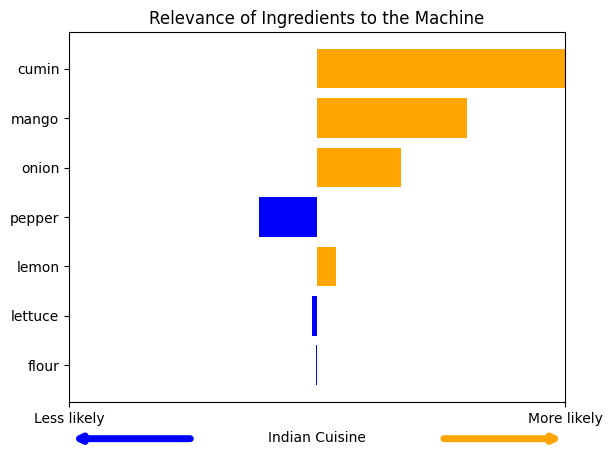 Relevance of Ingredients to the Machine
cumin
mango
onion
pepper
lemon
lettuce
flour
Less likely
More likely
Indian Cuisine